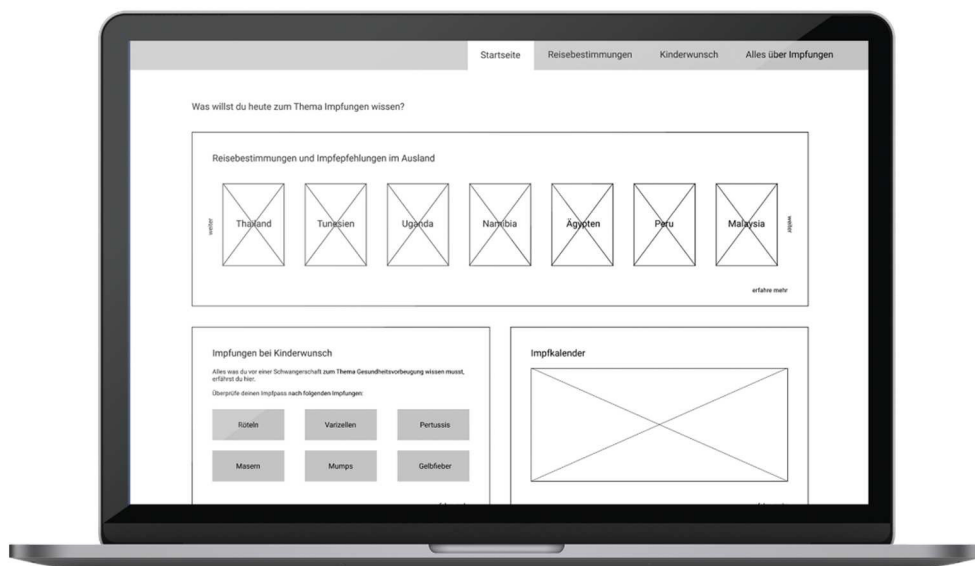 Startseite Reisebestimmungen Kinderwunsch Alles über Impfungen
Was willst du heute zum Thema Impfungen wissen?
Reisebestimmungen und Impfepfehlungen im Ausland
weiter Thailand Tunesien Uganda Namibia Ägypten Peru Malaysia weiter
erfahre mehr
Impfungen bei Kinderwunsch
Alles was du vor einer Schwangerschaft zum Thema Gesundheitsvorbeugung wissen musst,
erfährst du hier.
Überprüfe deinen Impfpass nach folgenden Impfungen:
Röteln Varizellen Pertussis
Masern Mumps Gelbfieber
Impfkalender